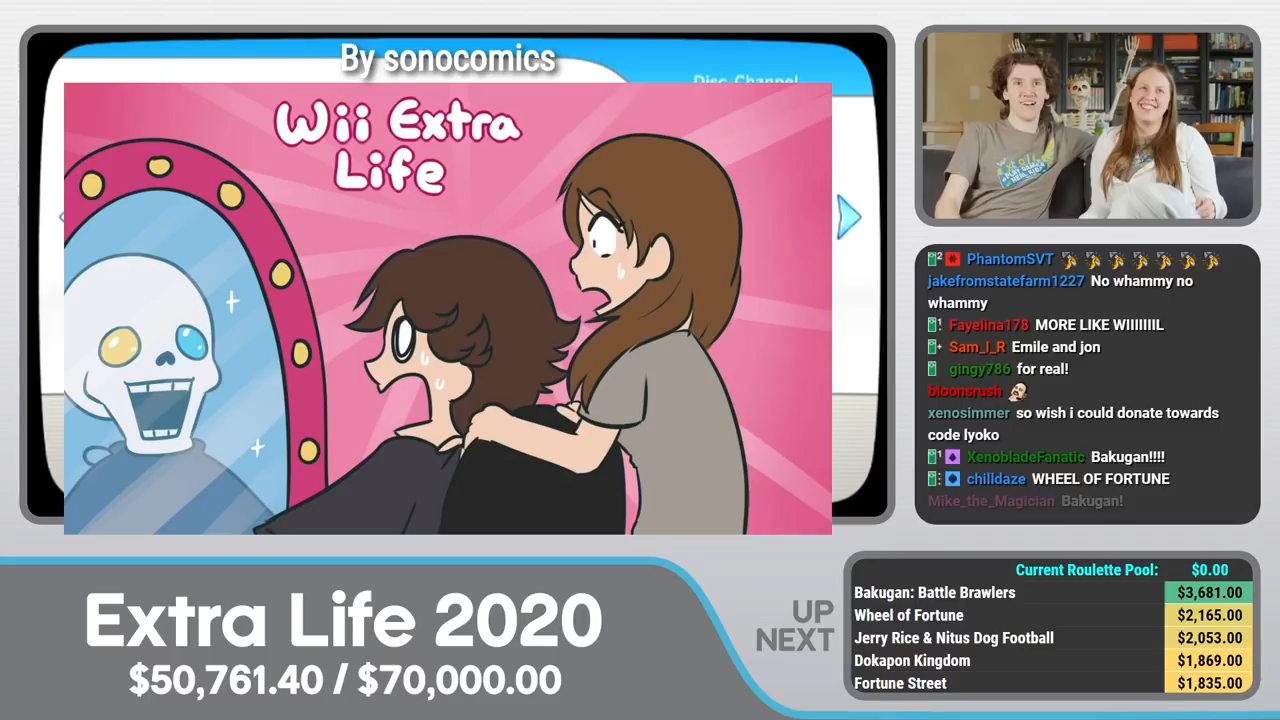 By sonocomics
Disc Channel
Wii Extra
Life
PhantomSVT
jakefromstatefarm1227 No whammy no
whammy
Fayelina178 MORE LIKE WIIIIIIIL
Sam_I_R Emile and jon
gingy786 for real!
bloonsrush
xenosimmer so wish i could donate towards
code lyoko
XenobladeFanatic Bakugan!!!!
chilldaze WHEEL OF FORTUNE
Mike_the_Magician Bakugan!
Extra Life 2020
$50,761.40 / $70,000.00
UP
NEXT
Current Roulette Pool: $0.00
Bakugan: Battle Brawlers $3,681.00
Wheel of Fortune $2,165.00
Jerry Rice & Nitus Dog Football $2,053.00
Dokapon Kingdom $1,869.00
Fortune Street $1,835.00